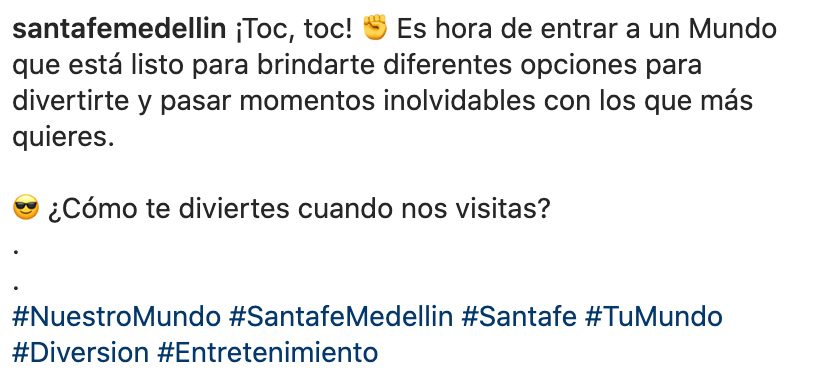 santafemedellin ¡Toc, toc! ✊ Es hora de entrar a un Mundo
que está listo para brindarte diferentes opciones para
divertirte y pasar momentos inolvidables con los que más
quieres.
😎 ¿Cómo te diviertes cuando nos visitas?
.
.
#NuestroMundo #SantafeMedellin #Santafe #TuMundo
#Diversion #Entretenimiento